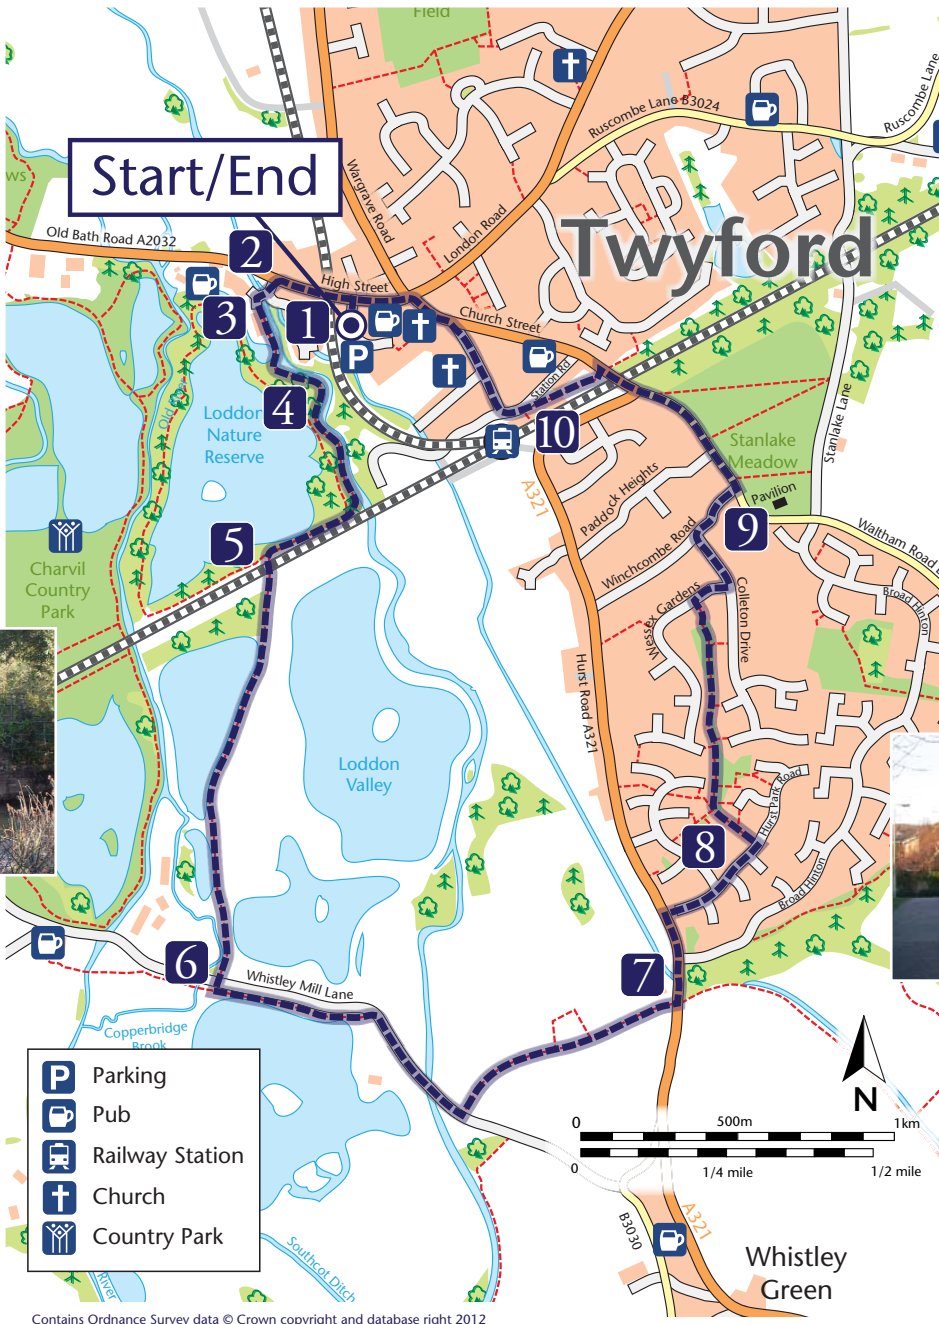 Field
Ruscombe Lane B3024
Ruscombe Lane
ws
Start/End
Wargrave Road
London Road
Twyford
Old Bath Road A2032
2
High Street
3
1
Church Street
P
Station Rd
4
10
Loddon
Nature
Reserve
Stanlake Lane
Stanlake
Meadow
A321
Paddock Heights
Pavilion
5
9
Winchcombe Road
Waltham Road
Charvil
Country
Park
Wessex Gardens
Colleton Drive
Broad Hinton
Hurst Road A321
Loddon
Valley
Hurst Park Road
8
Broad Hinton
6
7
Whistley Mill Lane
Copperbridge
Brook
N
P Parking
Pub
Railway Station
Church
Country Park
0 500m 1km
0 1/4 mile 1/2 mile
B3030
A321
Whistley
Green
Southcot Ditch
River
Contains Ordnance Survey data © Crown copyright and database right 2012